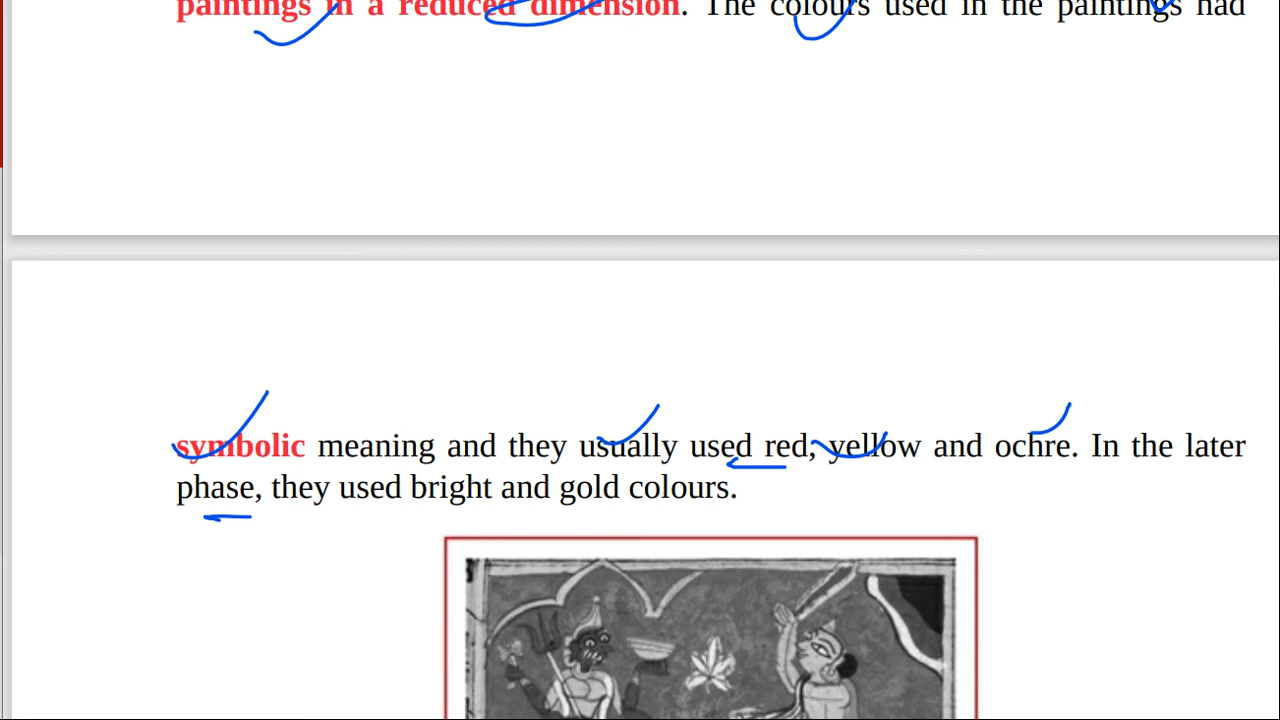 paintings in a reduced dimension. The colours used in the paintings had
symbolic meaning and they usually used red, yellow and ochre. In the later
phase, they used bright and gold colours.